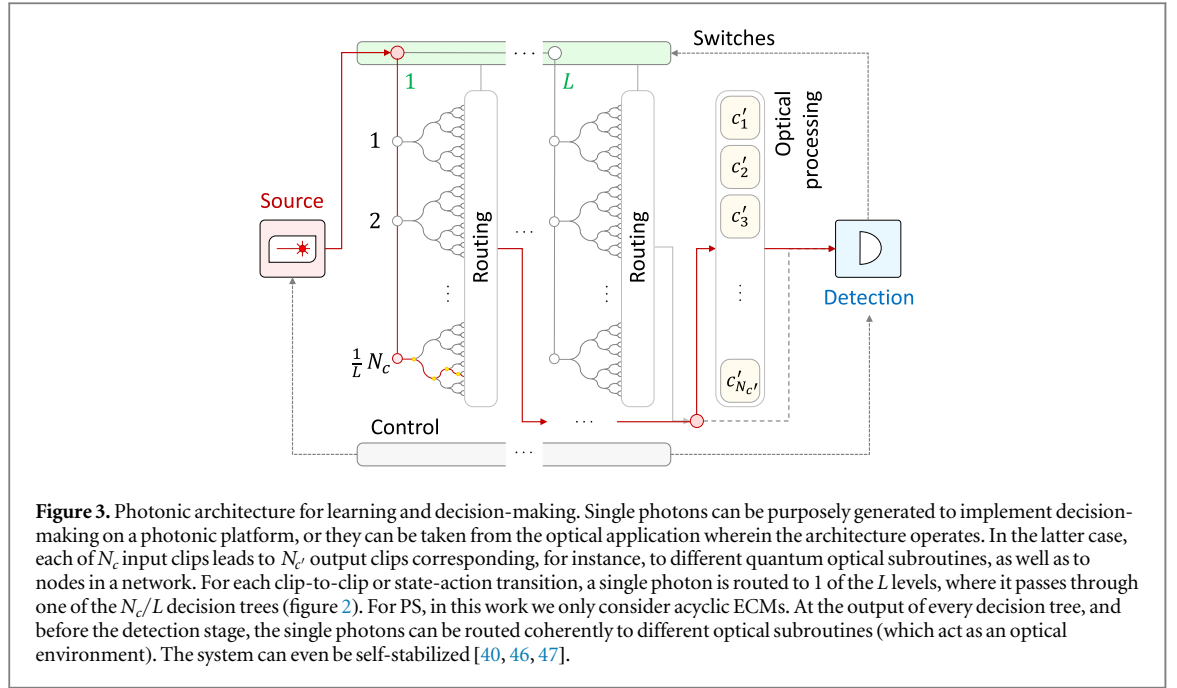 Switches
1
L
Optical processing
c′1
c′2
c′3
c′Nc′
1
2
1/L Nc
Source
Routing
Routing
Detection
Control
· · ·
Figure 3. Photonic architecture for learning and decision-making. Single photons can be purposely generated to implement decision-
making on a photonic platform, or they can be taken from the optical application wherein the architecture operates. In the latter case,
each of Nc input clips leads to Nc′ output clips corresponding, for instance, to different quantum optical subroutines, as well as to
nodes in a network. For each clip-to-clip or state-action transition, a single photon is routed to 1 of the L levels, where it passes through
one of the Nc/L decision trees (figure 2). For PS, in this work we only consider acyclic ECMs. At the output of every decision tree, and
before the detection stage, the single photons can be routed coherently to different optical subroutines (which act as an optical
environment). The system can even be self-stabilized [40, 46, 47].